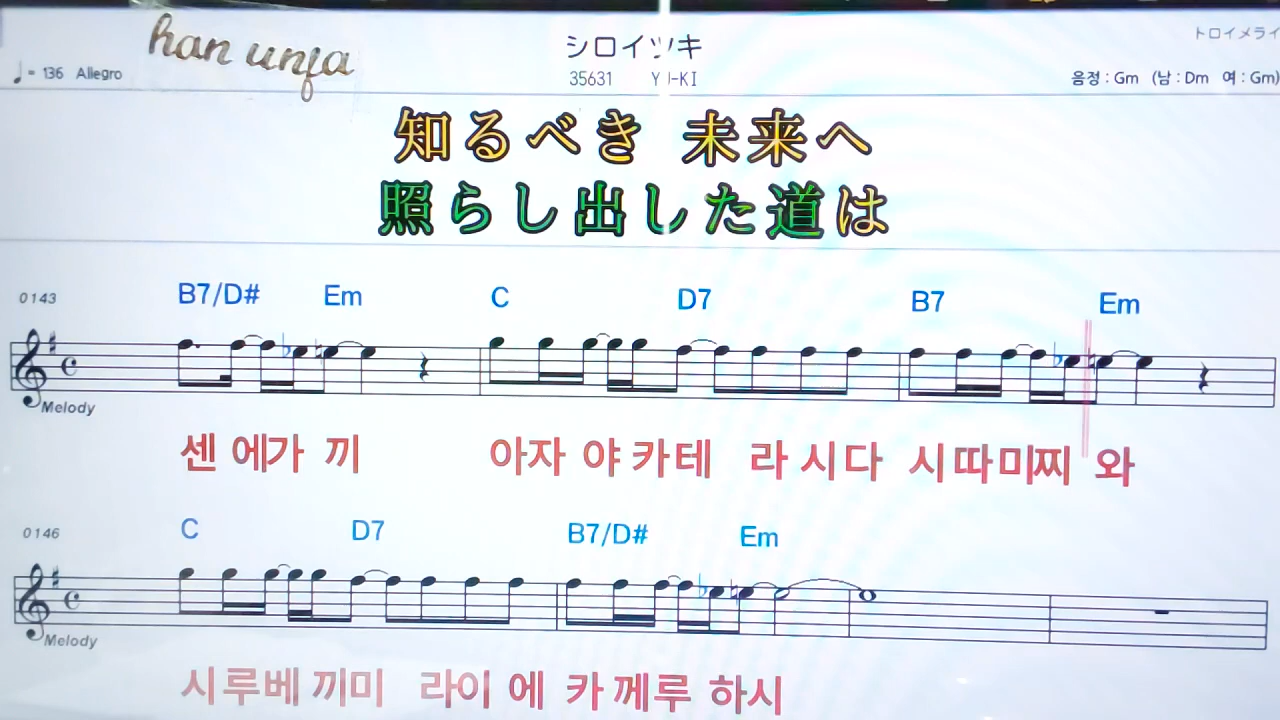 han unfa
シロイツキ
トロイメライ
♩= 136 Allegro
35631 YU-KI
음정 : Gm (남 : Dm 여 : Gm)
知るべき 未来へ
照らし出した道は
0143 B7/D# Em C D7 B7 Em
Melody
센 에가 끼 아자 야 카테 라 시다 시따미찌 와
0146 C D7 B7/D# Em
Melody
시루베 끼미 라이 에 카 께루 하시